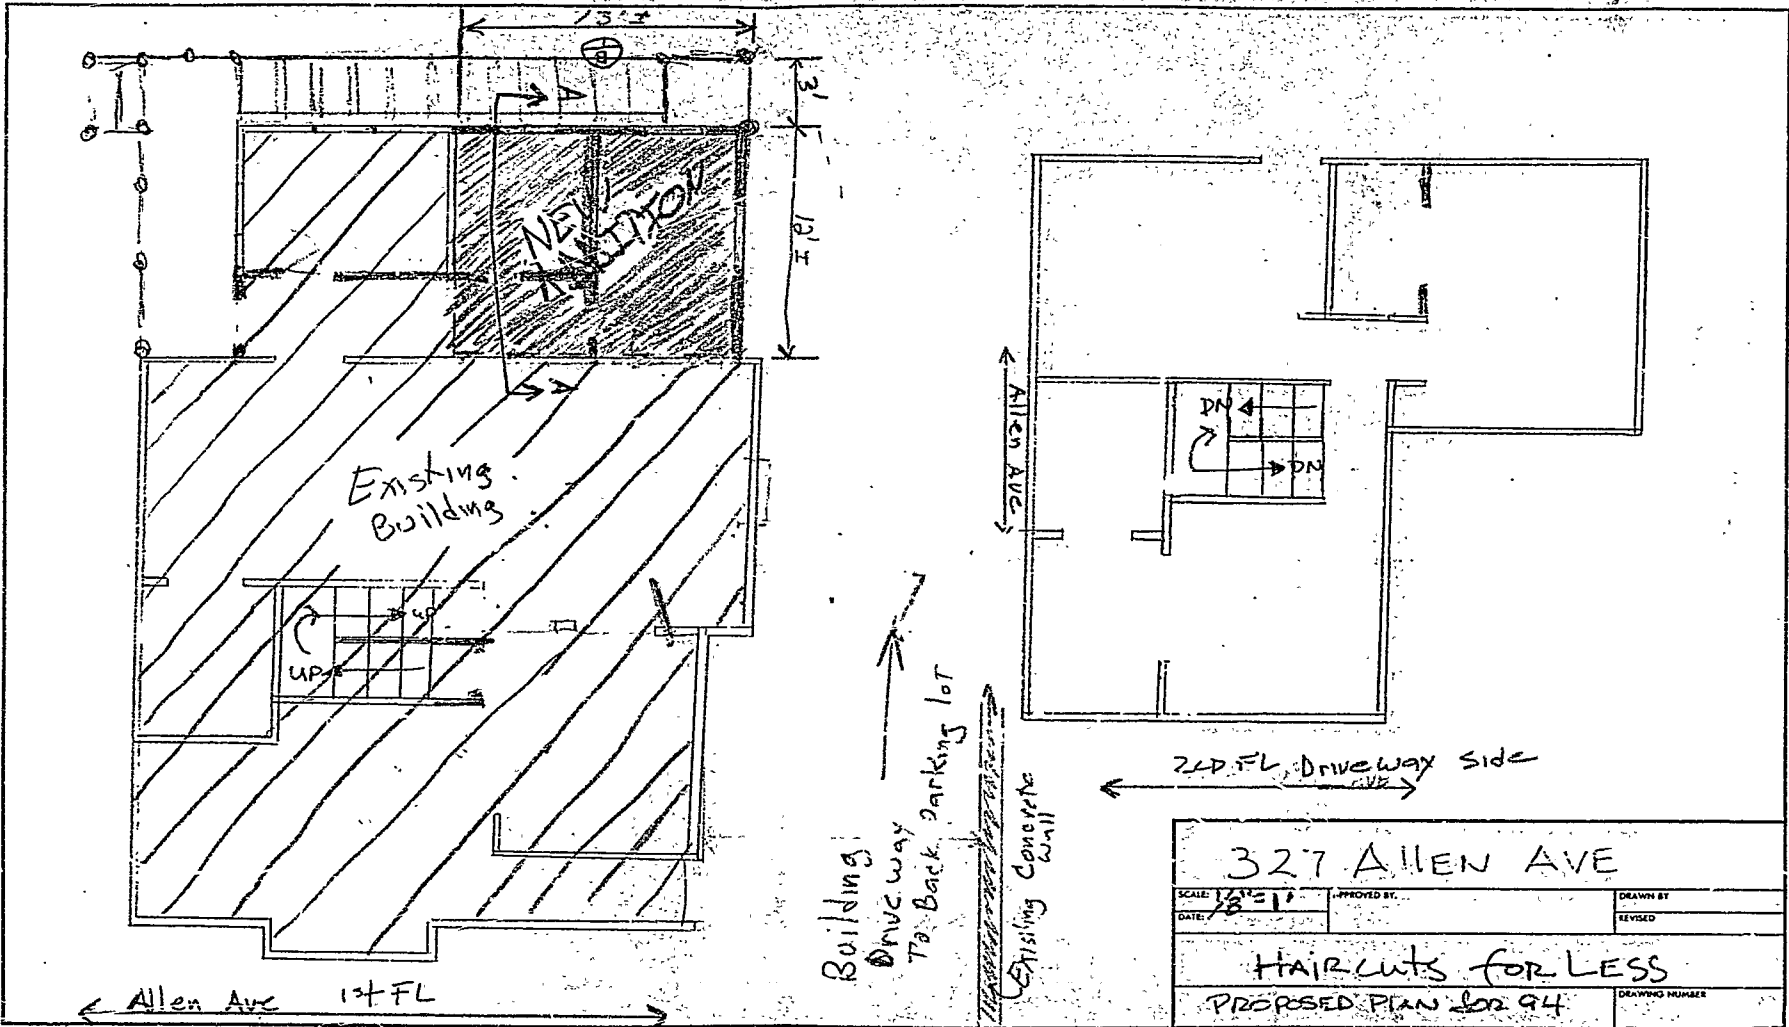 13'±
B
A
3'
NEW
ADDITION
12'±
A
Existing
Building
UP
UP
Allen Ave 1st FL
Building
Driveway
To Back Parking lot
Existing Concrete
Wall
Allen Ave
DN
DN
2ND FL Driveway Side
327 Allen AVE
SCALE: 1/8"=1'
APPROVED BY:
DRAWN BY
DATE:
REVISED
HAIRCUTS FOR LESS
PROPOSED PLAN FOR 94
DRAWING NUMBER